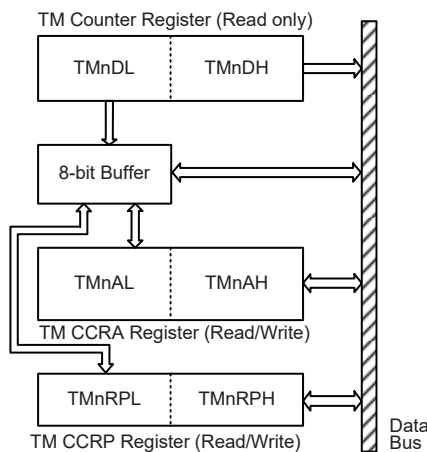 TM Counter Register (Read only)
TMnDL TMnDH
8-bit Buffer
TMnAL TMnAH
TM CCRA Register (Read/Write)
TMnRPL TMnRPH
TM CCRP Register (Read/Write)
Data
Bus